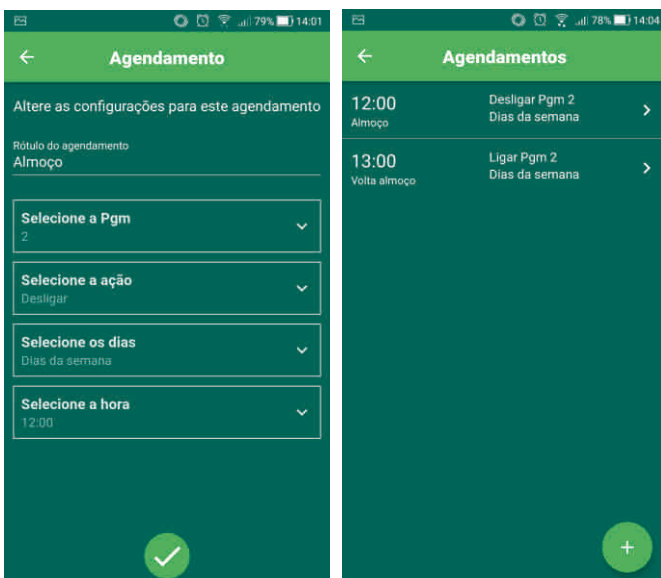 79% 14:01
Agendamento
Altere as configurações para este agendamento
Rótulo do agendamento
Almoço
Selecione a Pgm
2
Selecione a ação
Desligar
Selecione os dias
Dias da semana
Selecione a hora
12:00
78% 14:04
Agendamentos
12:00
Almoço
Desligar Pgm 2
Dias da semana
13:00
Volta almoço
Ligar Pgm 2
Dias da semana